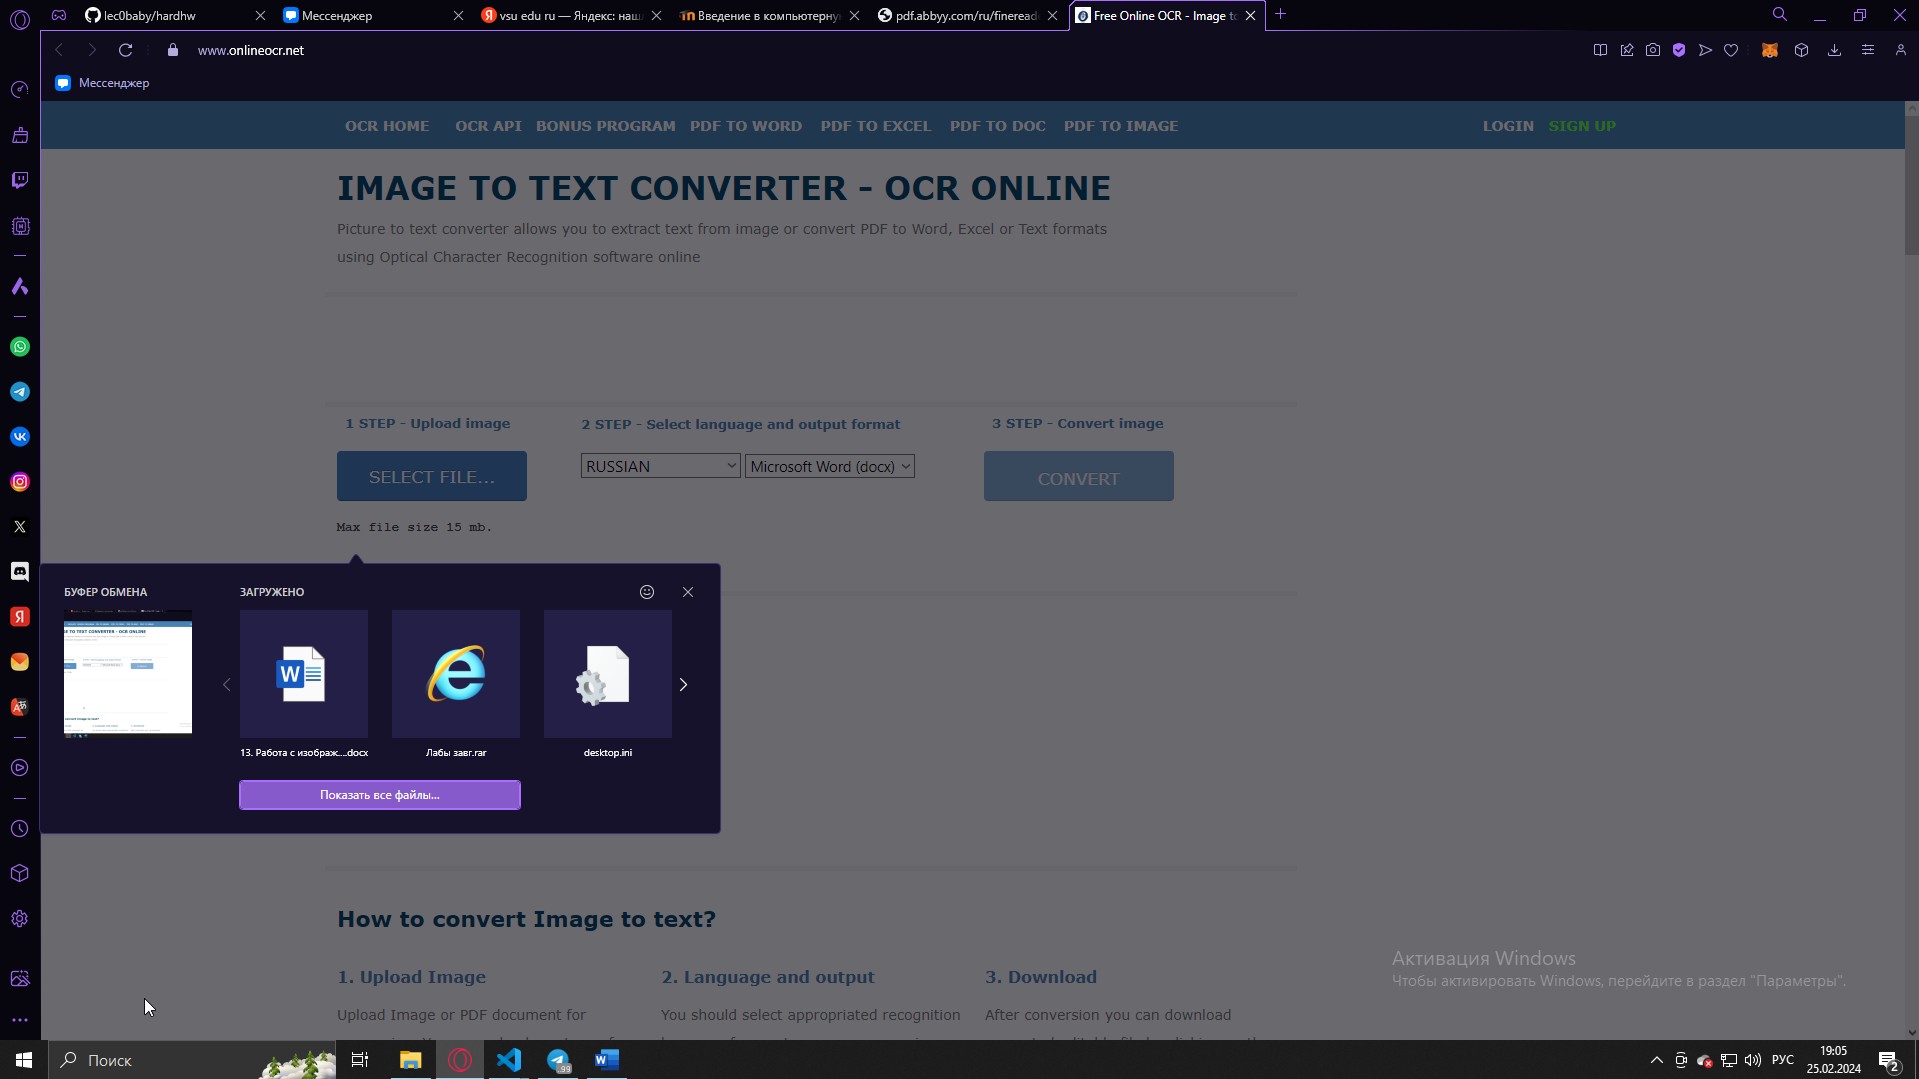 lec0baby/hardhw
Мессенджер
vsu edu ru — Яндекс: наш
Введение в компьютерну
pdf.abbyy.com/ru/fineread
Free Online OCR - Image to
www.onlineocr.net
Мессенджер
OCR HOME OCR API BONUS PROGRAM PDF TO WORD PDF TO EXCEL PDF TO DOC PDF TO IMAGE LOGIN SIGN UP
IMAGE TO TEXT CONVERTER - OCR ONLINE
Picture to text converter allows you to extract text from image or convert PDF to Word, Excel or Text formats
using Optical Character Recognition software online
1 STEP - Upload image
2 STEP - Select language and output format
3 STEP - Convert image
SELECT FILE...
RUSSIAN
Microsoft Word (docx)
CONVERT
Max file size 15 mb.
БУФЕР ОБМЕНА
ЗАГРУЖЕНО
13. Работа с изображ....docx
Лабы завг.rar
desktop.ini
Показать все файлы...
How to convert Image to text?
1. Upload Image
2. Language and output
3. Download
Upload Image or PDF document for
You should select appropriated recognition
After conversion you can download
Активация Windows
Чтобы активировать Windows, перейдите в раздел "Параметры".
Поиск
99
РУС
19:05
25.02.2024
2